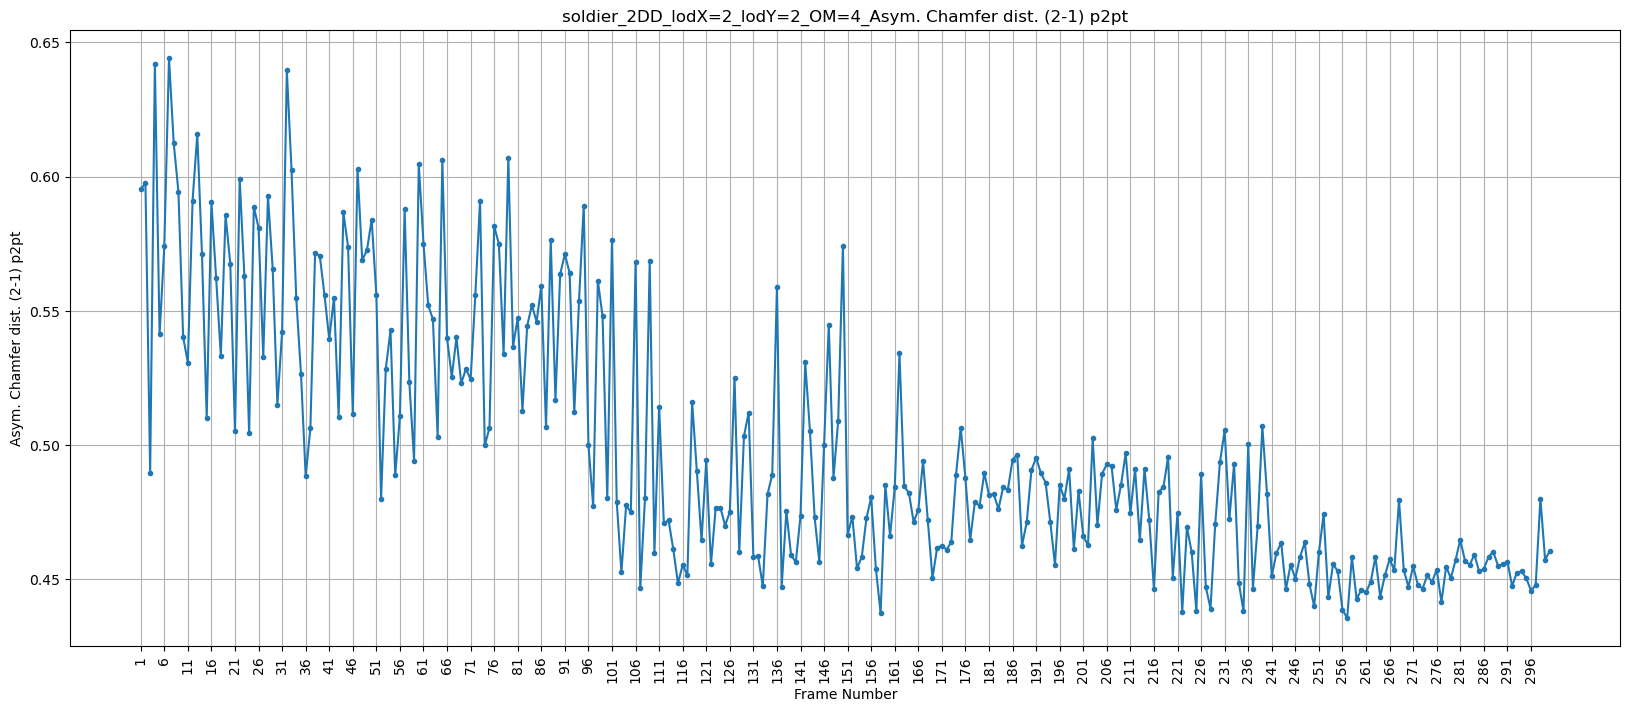 soldier_2DD_lodX=2_lodY=2_OM=4_Asym. Chamfer dist. (2-1) p2pt
Asym. Chamfer dist. (2-1) p2pt
0.65
0.60
0.55
0.50
0.45
1 6 11 16 21 26 31 36 41 46 51 56 61 66 71 76 81 86 91 96 101 106 111 116 121 126 131 136 141 146 151 156 161 166 171 176 181 186 191 196 201 206 211 216 221 226 231 236 241 246 251 256 261 266 271 276 281 286 291 296
Frame Number